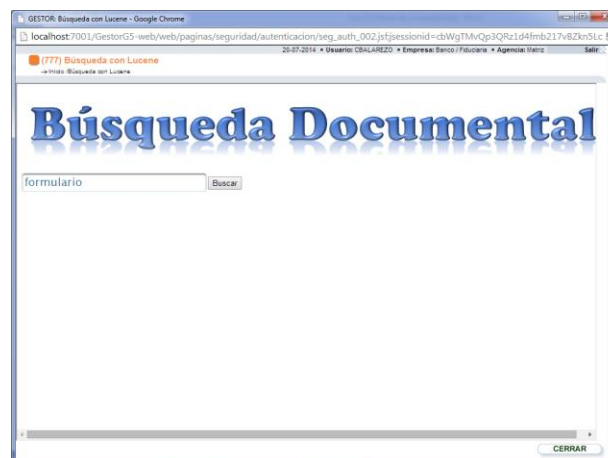 GESTOR: Búsqueda con Lucene - Google Chrome
localhost:7001/GestorG5-web/web/paginas/seguridad/autenticacion/seg_auth_002.jsf;jsessionid=cbWgTMvQp3QRz1d4fmb217vBZkn5Lc
(777) Búsqueda con Lucene
20-07-2014 • Usuario: CBALAREZO • Empresa: Banco / Fiduciaria • Agencia: Matriz Salir
Inicio /Búsqueda con Lucene
Búsqueda Documental
formulario
Buscar
CERRAR